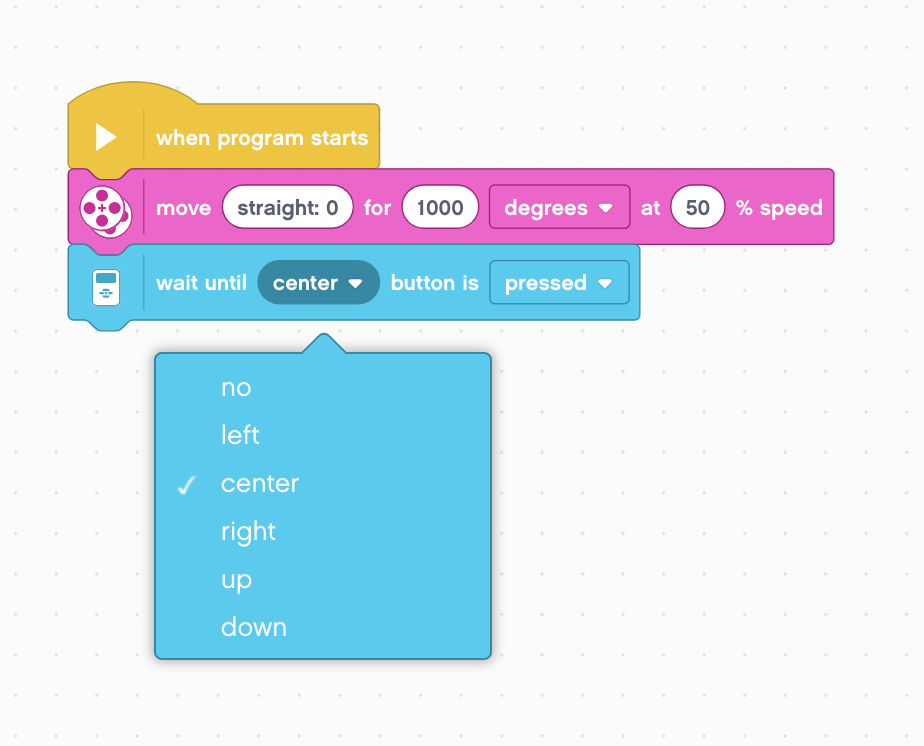 when program starts
move straight: 0 for 1000 degrees at 50 % speed
wait until center button is pressed
no
left
center
right
up
down